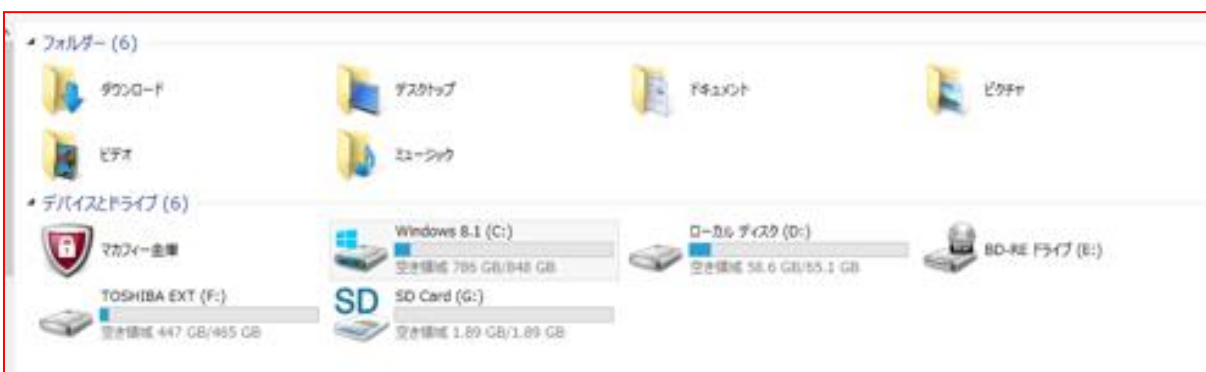 フォルダー (6)
ダウンロード
デスクトップ
ドキュメント
ピクチャ
ビデオ
ミュージック
デバイスとドライブ (6)
マカフィー金庫
Windows 8.1 (C:)
空き領域 786 GB/848 GB
ローカル ディスク (D:)
空き領域 58.6 GB/65.1 GB
BD-RE ドライブ (E:)
TOSHIBA EXT (F:)
空き領域 447 GB/465 GB
SD
SD Card (G:)
空き領域 1.89 GB/1.89 GB